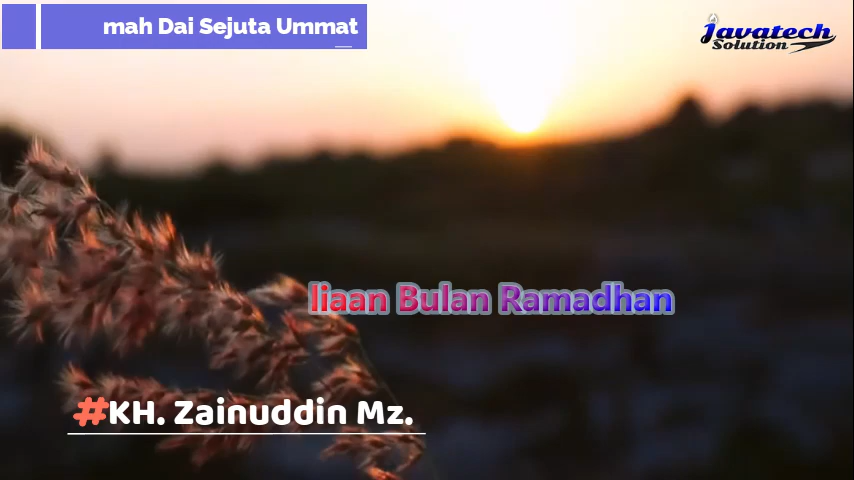 mah Dai Sejuta Ummat
Javatech
Solution
liaan Bulan Ramadhan
#KH. Zainuddin Mz.